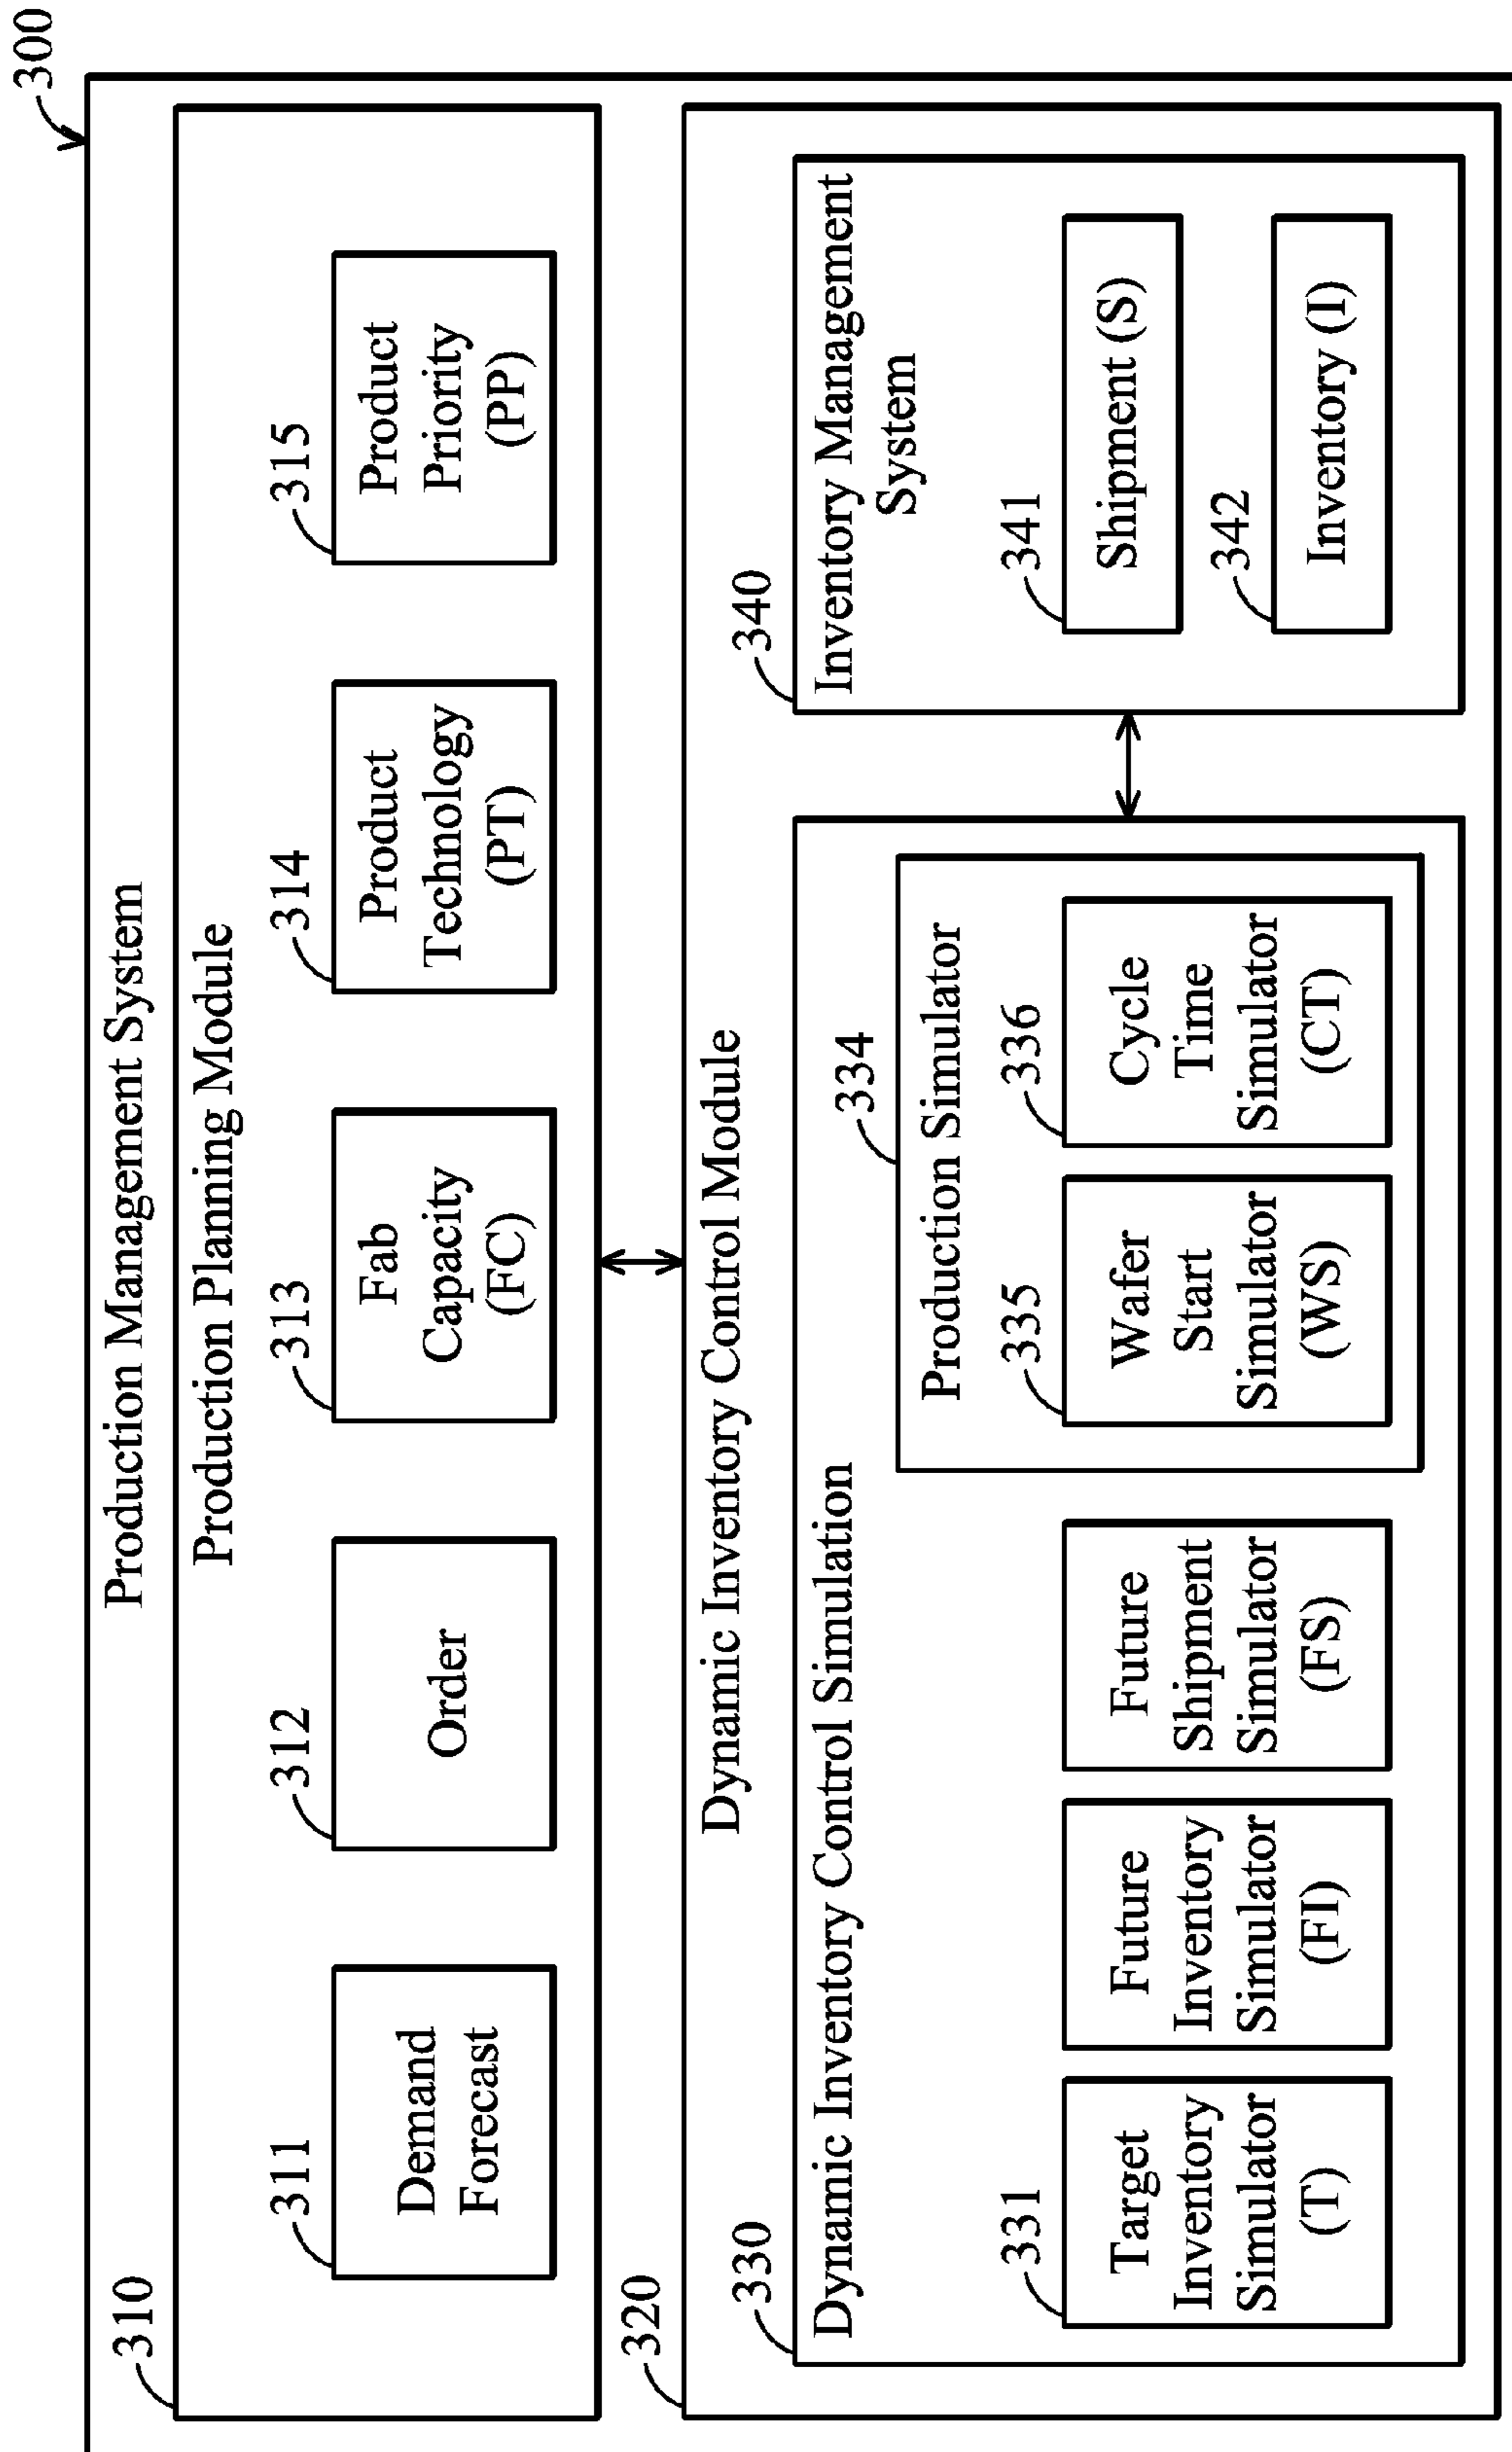 300
Production Management System
310
Production Planning Module
311
Demand
Forecast
312
Order
313
Fab
Capacity
(FC)
314
Product
Technology
(PT)
315
Product
Priority
(PP)
320
Dynamic Inventory Control Module
330
Dynamic Inventory Control Simulation
331
Target
Inventory
Simulator
(T)
Future
Inventory
Simulator
(FI)
Future
Shipment
Simulator
(FS)
334
Production Simulator
335
Wafer
Start
Simulator
(WS)
336
Cycle
Time
Simulator
(CT)
340
Inventory Management
System
341
Shipment (S)
342
Inventory (I)